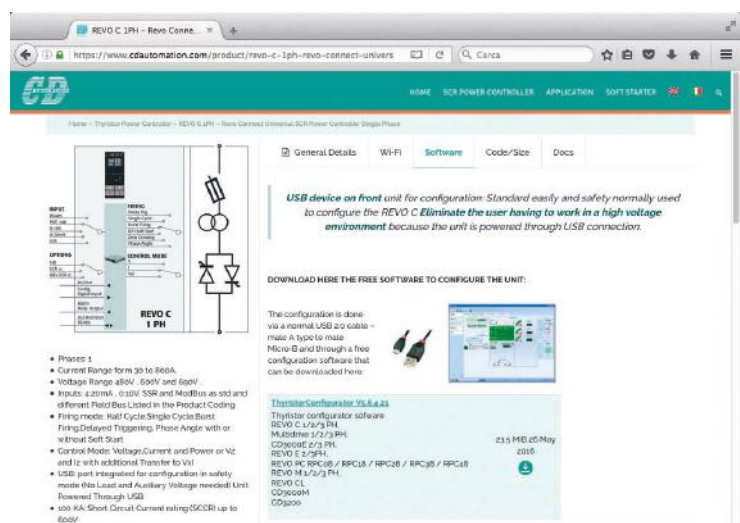 REVO C 1PH – Revo Conne...
https://www.cdautomation.com/product/revo-c-1ph-revo-connect-univers
Cerca
CD
HOME SCR POWER CONTROLLER APPLICATION SOFT STARTER
Home – Thyristor Power Controller – REVO C 1PH – Revo Connect Universal SCR Power Controller Single Phase
General Details Wi-Fi Software Code/Size Docs
INPUT
FIRING
Single Cycle
Burst Firing
Zero Crossing
Phase Angle
OPTIONS
CONTROL MODE
REVO C
1 PH
USB device on front unit for configuration: Standard easily and safety normally used
to configure the REVO C Eliminate the user having to work in a high voltage
environment because the unit is powered through USB connection.
DOWNLOAD HERE THE FREE SOFTWARE TO CONFIGURE THE UNIT:
The configuration is done
via a normal USB 2.0 cable –
male A type to male
Micro-B and through a free
configuration software that
can be downloaded here:
Phases: 1
Current Range form 30 to 800A.
Voltage Range 480V, 600V and 690V .
Inputs: 4:20mA , 0:10V, SSR and ModBus as std and
different Field Bus Listed in the Product Coding
Firing mode: Half Cycle,Single Cycle,Burst
Firing,Delayed Triggering, Phase Angle with or
without Soft Start
Control Mode: Voltage,Current and Power or V2
and I2 with additional Transfer to VxI
USB port integrated for configuration in safety
mode (No Load and Auxiliary Voltage needed) Unit
Powered Through USB
100 KA: Short Circuit Current rating(SCCR) up to
600V
ThyristorConfigurator V5.6.4.21
Thyristor configurator sofware
REVO C 1/2/3 PH,
Multidrive 1/2/3 PH,
CD3000E 2/3 PH,
REVO E 2/3PH,
REVO PC RPC08 / RPC18 / RPC28 / RPC38 / RPC48
REVO M 1/2/3 PH,
REVO CL
CD3000M
CD3200
23.5 MiB 26 May
2016